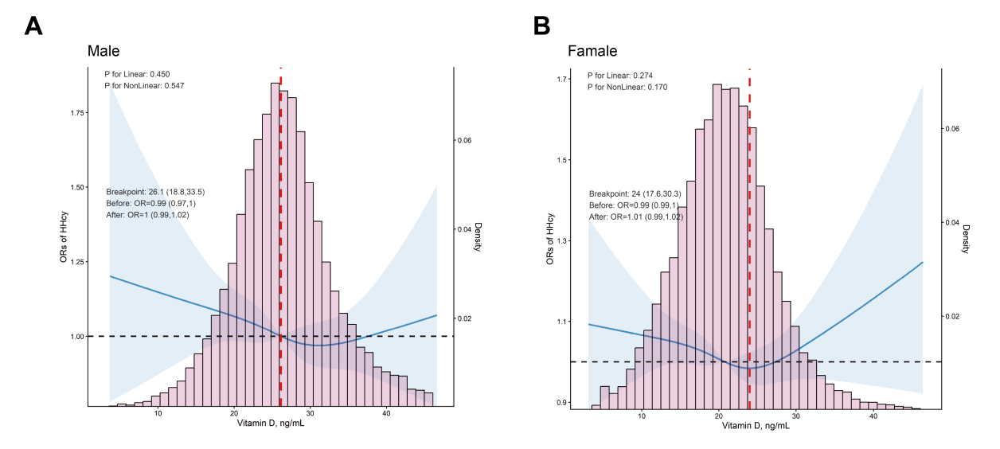 A
Male
P for Linear: 0.450
P for NonLinear: 0.547
Breakpoint: 26.1 (18.8,33.5)
Before: OR=0.99 (0.97,1)
After: OR=1 (0.99,1.02)
ORs of HHcy
1.75
1.50
1.25
1.00
0.06
0.04
0.02
Density
10 20 30 40
Vitamin D, ng/mL
B
Famale
P for Linear: 0.274
P for NonLinear: 0.170
Breakpoint: 24 (17.6,30.3)
Before: OR=0.99 (0.99,1)
After: OR=1.01 (0.99,1.02)
ORs of HHcy
1.7
1.5
1.3
1.1
0.9
0.06
0.04
0.02
Density
10 20 30 40
Vitamin D, ng/mL